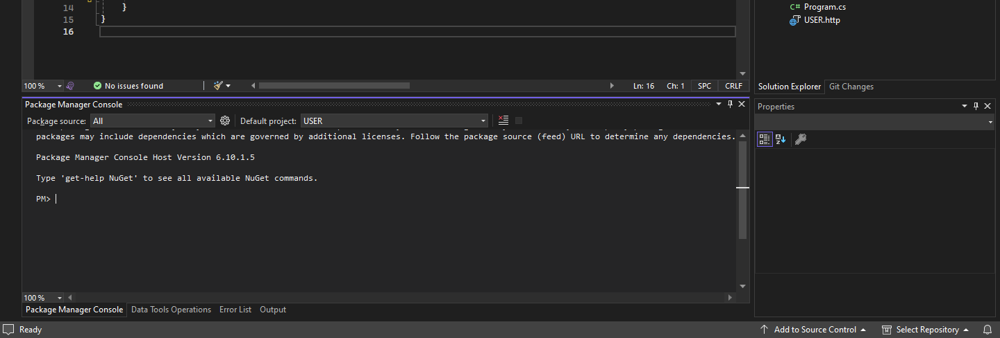 14 }
15 }
16
Program.cs
USER.http
100 % No issues found Ln: 16 Ch: 1 SPC CRLF
Solution Explorer Git Changes
Package Manager Console
Properties
Package source: All Default project: USER
packages may include dependencies which are governed by additional licenses. Follow the package source (feed) URL to determine any dependencies.
Package Manager Console Host Version 6.10.1.5
Type 'get-help NuGet' to see all available NuGet commands.
PM>
100 %
Package Manager Console Data Tools Operations Error List Output
Ready Add to Source Control Select Repository